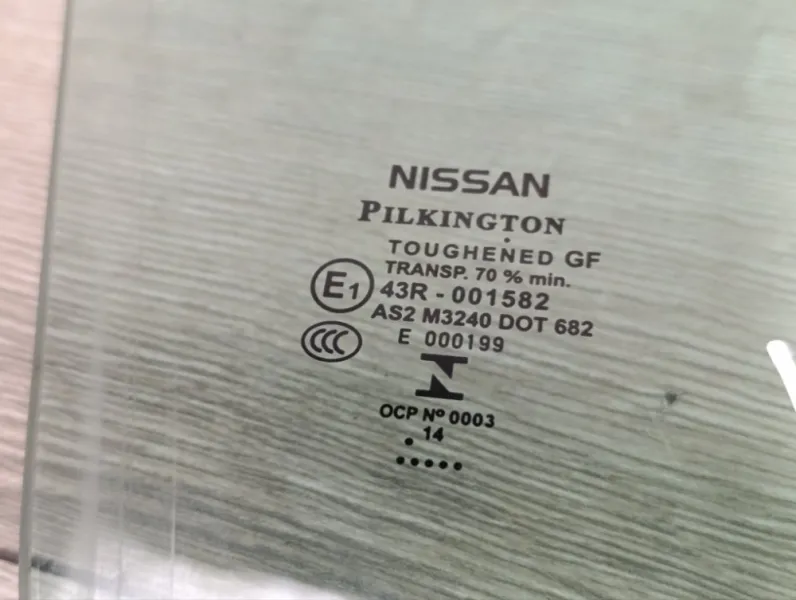 NISSAN
PILKINGTON
TOUGHENED GF
TRANSP. 70 % min.
E1 43R - 001582
AS2 M3240 DOT 682
CCC E 000199
OCP Nº 0003
14